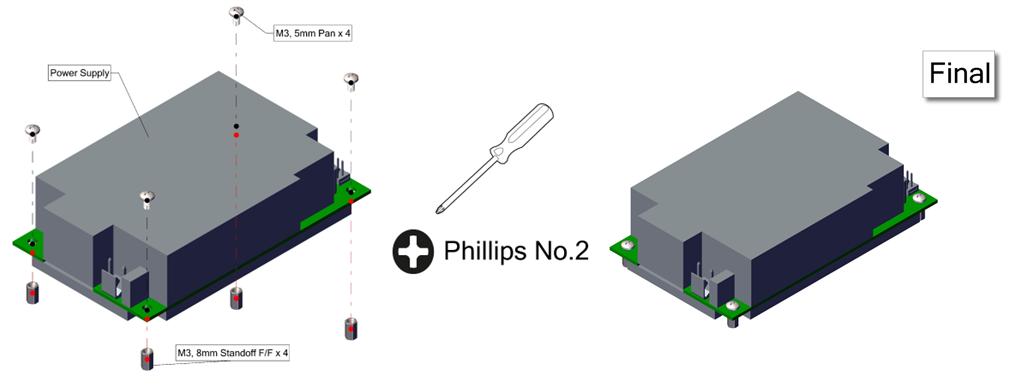 M3, 5mm Pan x 4
Power Supply
M3, 8mm Standoff F/F x 4
Phillips No.2
Final